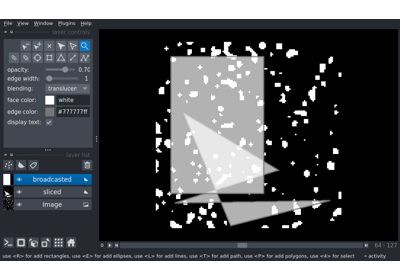 File View Window Plugins Help
layer controls
opacity: 0.70
edge width: 1
blending: translucen
face color: white
edge color: #777777ff
display text:
layer list
broadcasted
sliced
Image
64 127
use <R> for add rectangles, use <E> for add ellipses, use <L> for add lines, use <T> for add path, use <P> for add polygons, use <4> for select activity